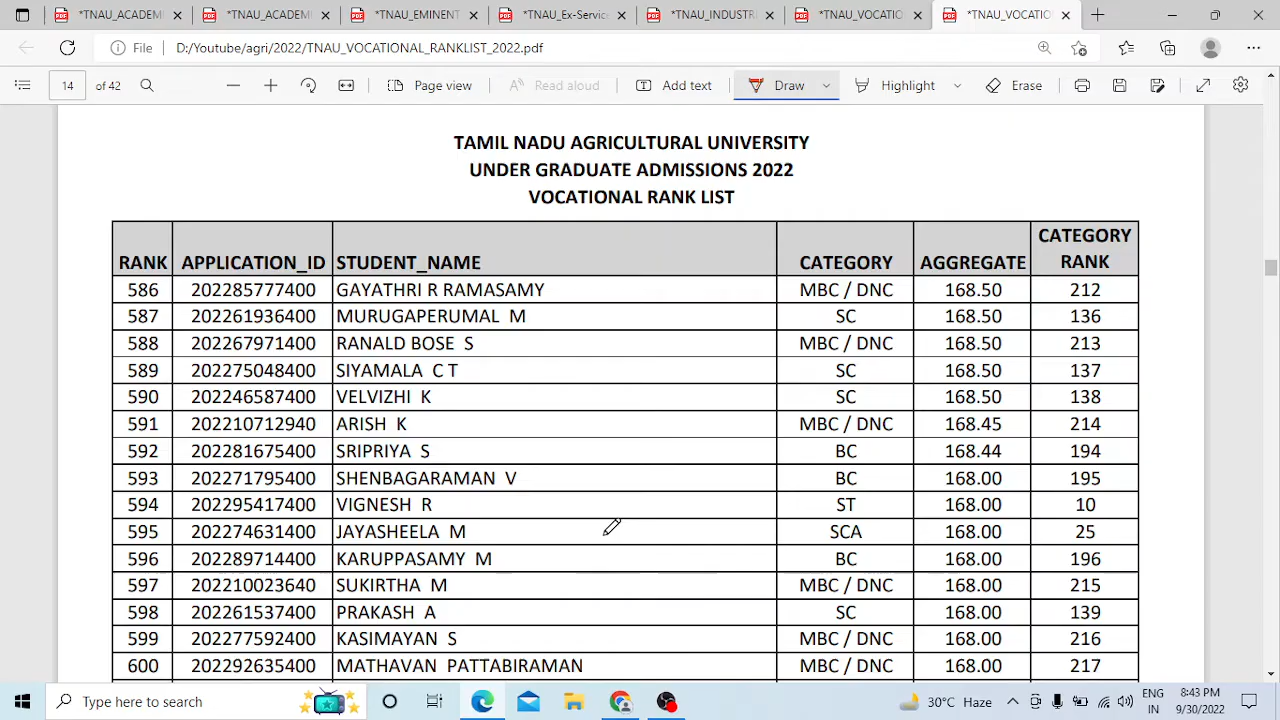 *TNAU_ACADEMI
*TNAU_ACADEMI
*TNAU_EMINENT
*TNAU_Ex-Service
*TNAU_INDUSTR
*TNAU_VOCATIO
*TNAU_VOCATIO
File D:/Youtube/agri/2022/TNAU_VOCATIONAL_RANKLIST_2022.pdf
14 of 42 Page view Read aloud Add text Draw Highlight Erase
TAMIL NADU AGRICULTURAL UNIVERSITY
UNDER GRADUATE ADMISSIONS 2022
VOCATIONAL RANK LIST
RANK APPLICATION_ID STUDENT_NAME CATEGORY AGGREGATE CATEGORY RANK
586 202285777400 GAYATHRI R RAMASAMY MBC / DNC 168.50 212
587 202261936400 MURUGAPERUMAL M SC 168.50 136
588 202267971400 RANALD BOSE S MBC / DNC 168.50 213
589 202275048400 SIYAMALA C T SC 168.50 137
590 202246587400 VELVIZHI K SC 168.50 138
591 202210712940 ARISH K MBC / DNC 168.45 214
592 202281675400 SRIPRIYA S BC 168.44 194
593 202271795400 SHENBAGARAMAN V BC 168.00 195
594 202295417400 VIGNESH R ST 168.00 10
595 202274631400 JAYASHEELA M SCA 168.00 25
596 202289714400 KARUPPASAMY M BC 168.00 196
597 202210023640 SUKIRTHA M MBC / DNC 168.00 215
598 202261537400 PRAKASH A SC 168.00 139
599 202277592400 KASIMAYAN S MBC / DNC 168.00 216
600 202292635400 MATHAVAN PATTABIRAMAN MBC / DNC 168.00 217
Type here to search
30°C Haze
ENG
IN
8:43 PM
9/30/2022